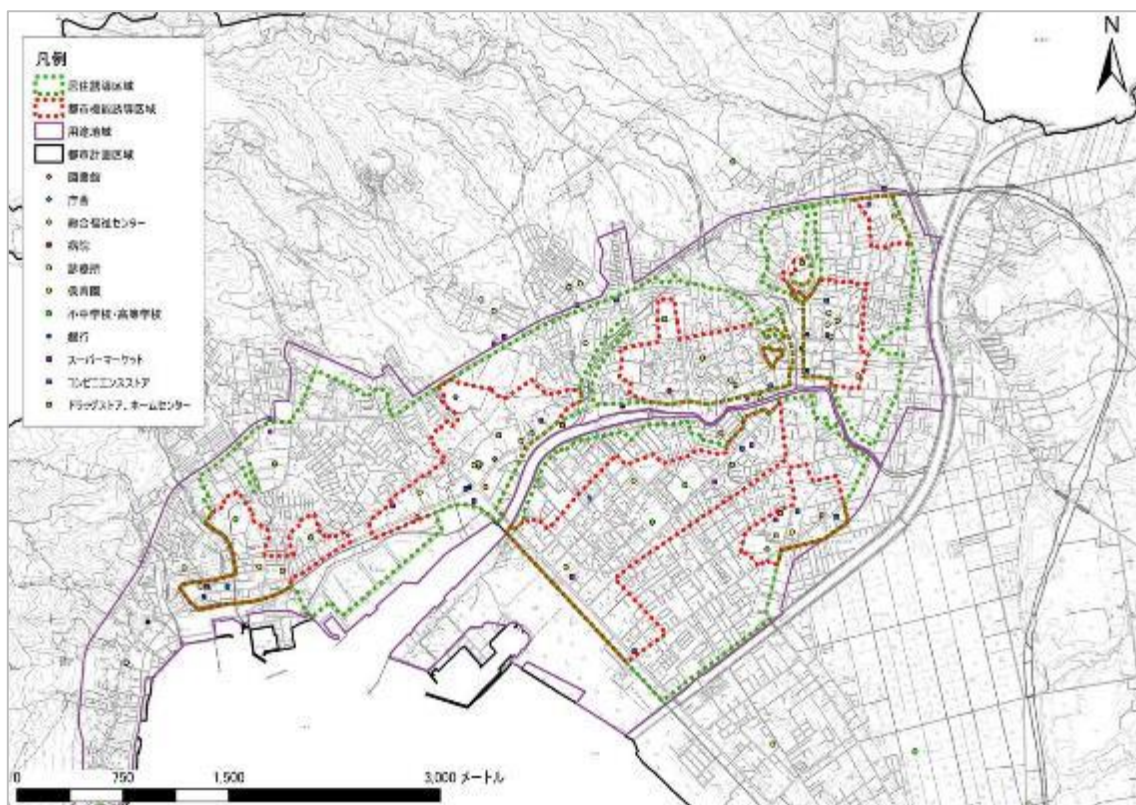 凡例
居住誘導区域
都市機能誘導区域
用途地域
都市計画区域
図書館
庁舎
総合福祉センター
病院
診療所
保育園
小中学校・高等学校
銀行
スーパーマーケット
コンビニエンスストア
ドラッグストア、ホームセンター
N
0 750 1,500 3,000 メートル